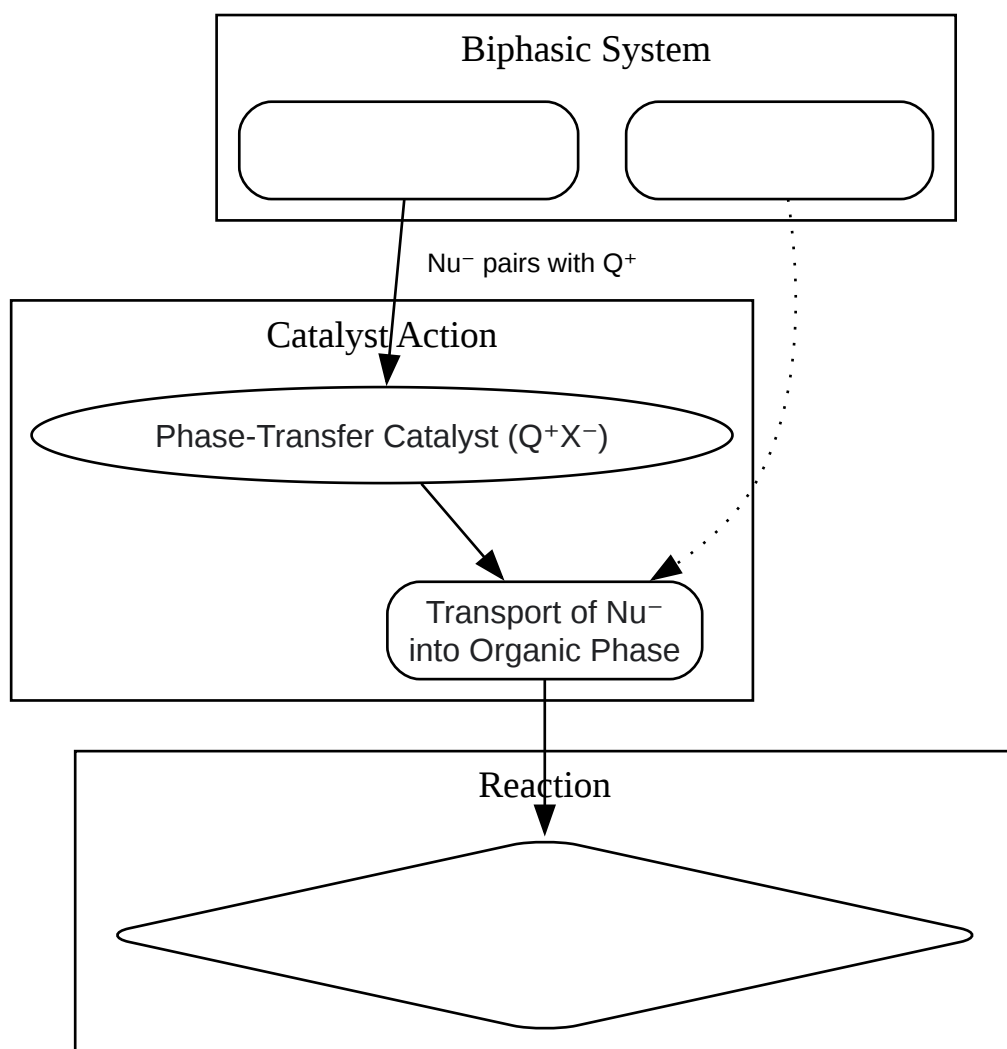 Biphasic System
Nu⁻ pairs with Q⁺
Catalyst Action
Phase-Transfer Catalyst (Q⁺X⁻)
Transport of Nu⁻
into Organic Phase
Reaction